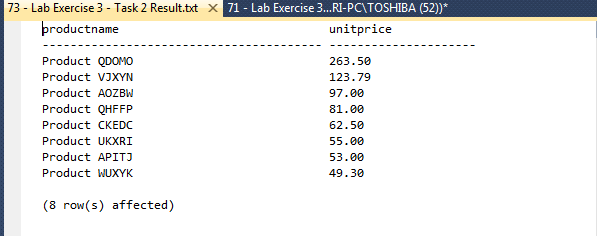 73 - Lab Exercise 3 - Task 2 Result.txt 71 - Lab Exercise 3...RI-PC\TOSHIBA (52))*
productname unitprice
---------------------------------------- ---------------------
Product QDOMO 263.50
Product VJXYN 123.79
Product AOZBW 97.00
Product QHFFP 81.00
Product CKEDC 62.50
Product UKXRI 55.00
Product APITJ 53.00
Product WUXYK 49.30
(8 row(s) affected)